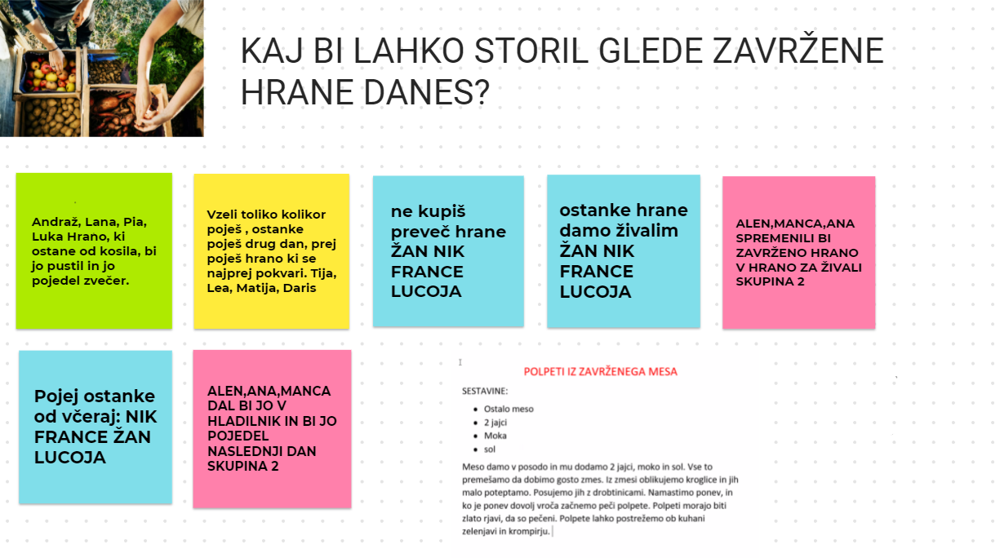 KAJ BI LAHKO STORIL GLEDE ZAVRŽENE
HRANE DANES?
Andraž, Lana, Pia,
Luka Hrano, ki
ostane od kosila, bi
jo pustil in jo
pojedel zvečer.
Vzeli toliko kolikor
poješ , ostanke
poješ drug dan, prej
poješ hrano ki se
najprej pokvari. Tija,
Lea, Matija, Daris
ne kupiš
preveč hrane
ŽAN NIK
FRANCE
LUCOJA
ostanke hrane
damo živalim
ŽAN NIK
FRANCE
LUCOJA
ALEN,MANCA,ANA
SPREMENILI BI
ZAVRŽENO HRANO
V HRANO ZA ŽIVALI
SKUPINA 2
Pojej ostanke
od včeraj: NIK
FRANCE ŽAN
LUCOJA
ALEN,ANA,MANCA
DAL BI JO V
HLADILNIK IN BI JO
POJEDEL
NASLEDNJI DAN
SKUPINA 2
POLPETI IZ ZAVRŽENEGA MESA
SESTAVINE:
• Ostalo meso
• 2 jajci
• Moka
• sol
Meso damo v posodo in mu dodamo 2 jajci, moko in sol. Vse to
premešamo da dobimo gosto zmes. Iz zmesi oblikujemo kroglice in jih
malo poteptamo. Posujemo jih z drobtinicami. Namastimo ponev, in
ko je ponev dovolj vroča začnemo peči polpete. Polpeti morajo biti
zlato rjavi, da so pečeni. Polpete lahko postrežemo ob kuhani
zelenjavi in krompirju.